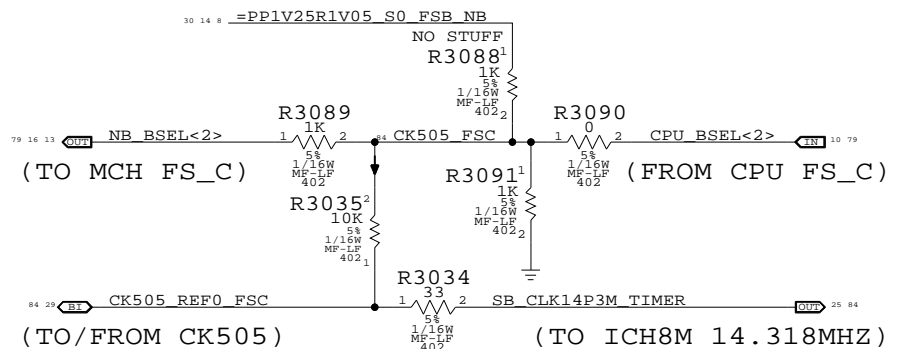 30 14 8 =PP1V25R1V05_S0_FSB_NB
NO STUFF
R3088 1
1K
5%
1/16W
MF-LF
402 2
R3089
1K
1 2
5%
1/16W
MF-LF
402
R3090
0
1 2
5%
1/16W
MF-LF
402
79 16 13 OUT NB_BSEL<2>
84 CK505_FSC
CPU_BSEL<2> IN 10 79
(TO MCH FS_C)
(FROM CPU FS_C)
R3091 1
1K
5%
1/16W
MF-LF
402 2
R3035 2
10K
5%
1/16W
MF-LF
402 1
R3034
33
1 2
5%
1/16W
MF-LF
402
84 29 BI CK505_REF0_FSC
SB_CLK14P3M_TIMER OUT 25 84
(TO/FROM CK505)
(TO ICH8M 14.318MHZ)